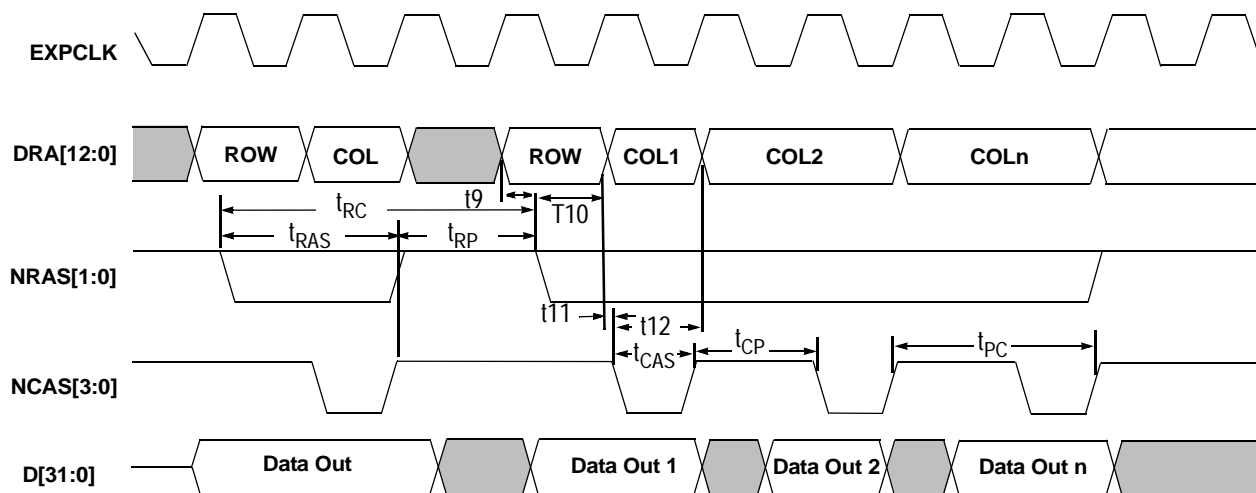 EXPCLK
DRA[12:0] ROW COL ROW COL1 COL2 COLn
tRC t9 T10
tRAS tRP
NRAS[1:0]
t11 t12
tCAS tCP tPC
NCAS[3:0]
D[31:0] Data Out Data Out 1 Data Out 2 Data Out n